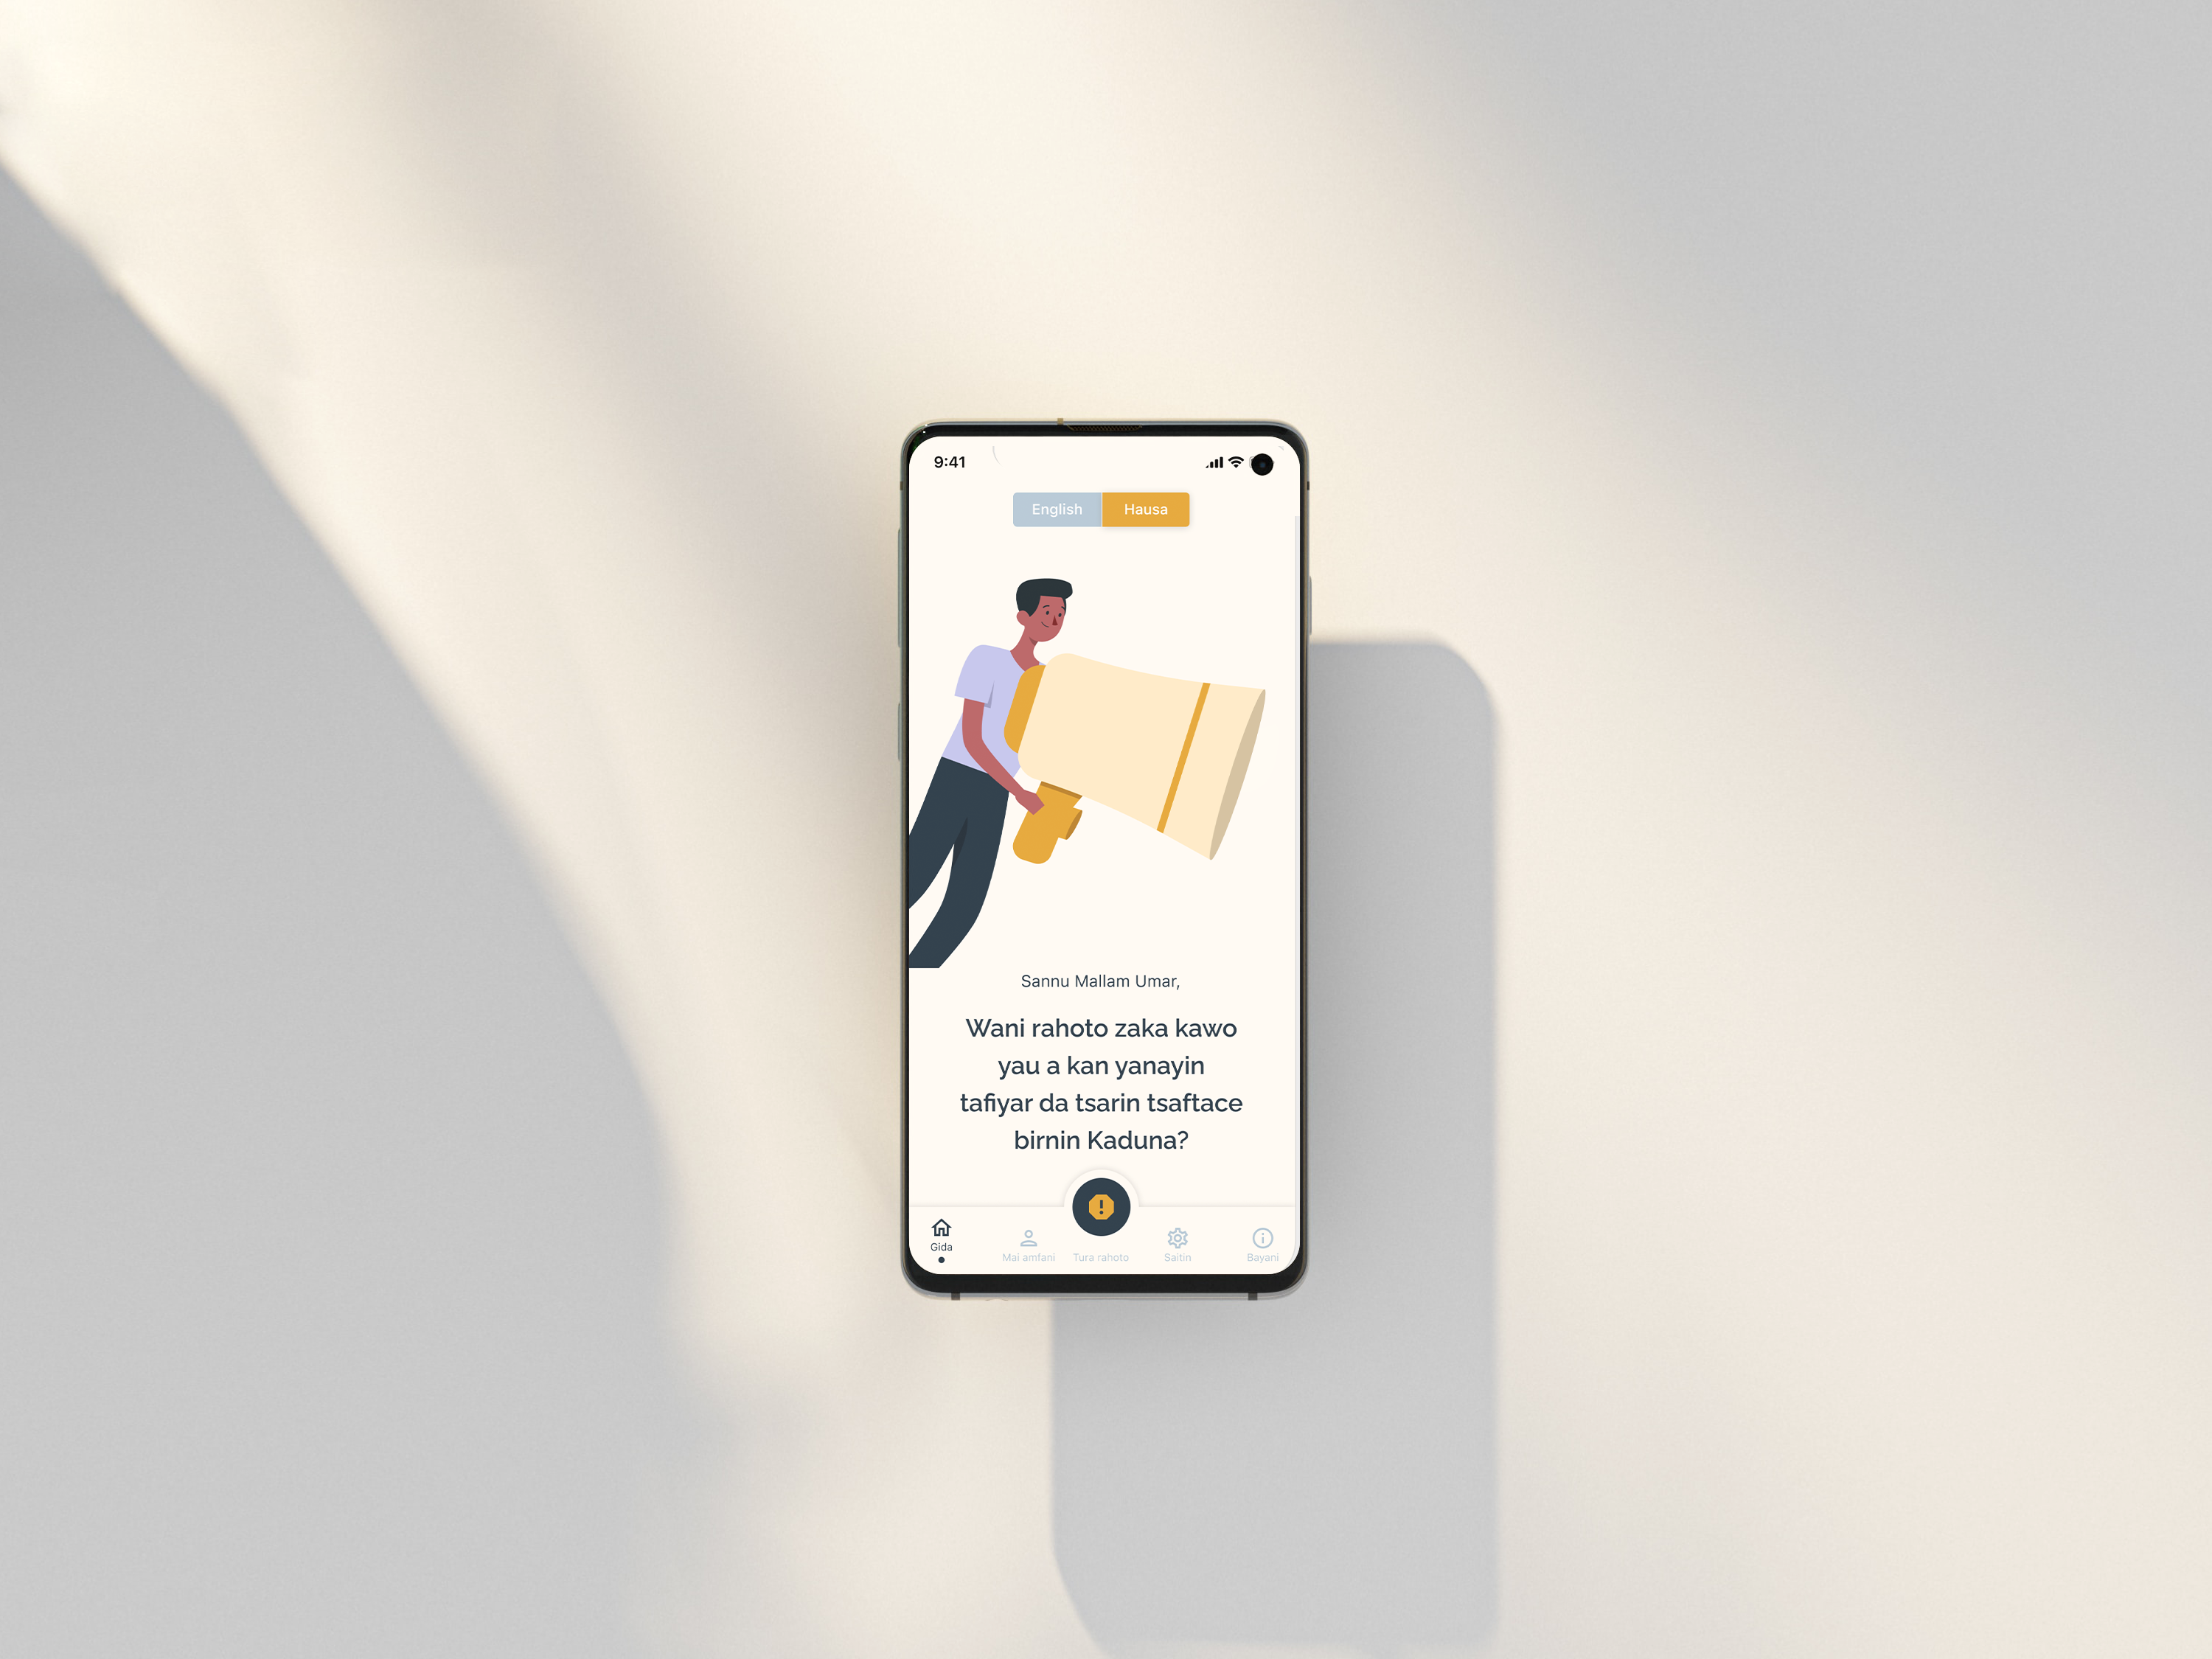 9:41
English Hausa
Sannu Mallam Umar,
Wani rahoto zaka kawo
yau a kan yanayin
tafiyar da tsarin tsaftace
birnin Kaduna?
Gida Mai amfani Tura rahoto Saitin Bayani